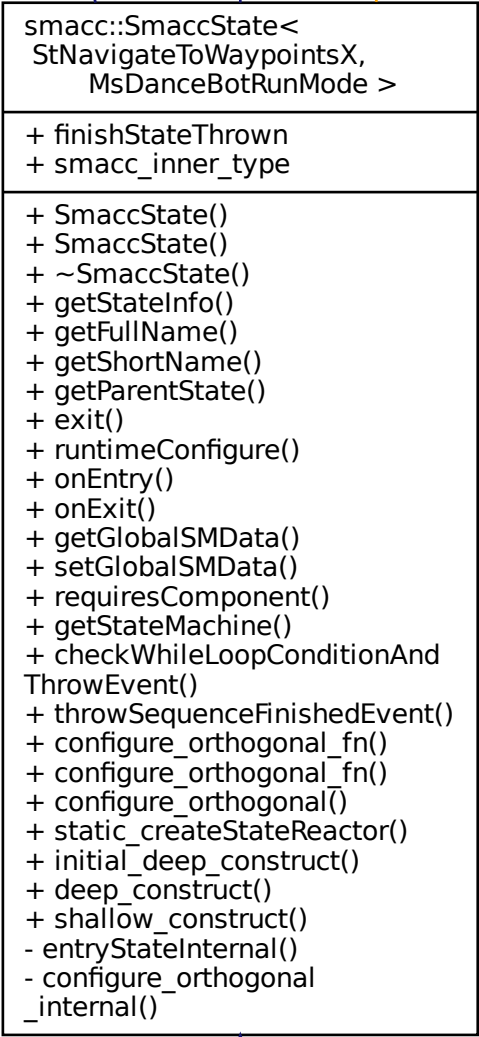 smacc::SmaccState<
StNavigateToWaypointsX,
MsDanceBotRunMode >
+ finishStateThrown
+ smacc_inner_type
+ SmaccState()
+ SmaccState()
+ ~SmaccState()
+ getStateInfo()
+ getFullName()
+ getShortName()
+ getParentState()
+ exit()
+ runtimeConfigure()
+ onEntry()
+ onExit()
+ getGlobalSMData()
+ setGlobalSMData()
+ requiresComponent()
+ getStateMachine()
+ checkWhileLoopConditionAnd
ThrowEvent()
+ throwSequenceFinishedEvent()
+ configure_orthogonal_fn()
+ configure_orthogonal_fn()
+ configure_orthogonal()
+ static_createStateReactor()
+ initial_deep_construct()
+ deep_construct()
+ shallow_construct()
- entryStateInternal()
- configure_orthogonal
_internal()